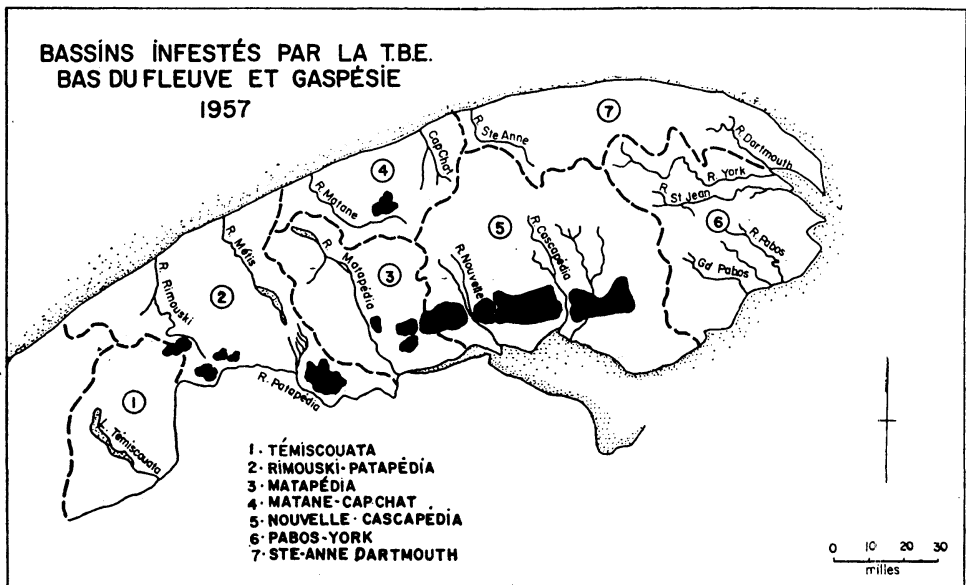 BASSINS INFESTÉS PAR LA T.B.E.
BAS DU FLEUVE ET GASPÉSIE
1957
7
R. Ste Anne
R. Dartmouth
Cap Chat
4
R. York
R. Matane
R. St Jean
6
5
R. Pabos
R. Métis
R. Matapédia
R. Cascapédia
3
R. Nouvelle
Gd Pabos
R. Rimouski
2
R. Patapédia
1
L. Témiscouata
1 · TÉMISCOUATA
2 · RIMOUSKI-PATAPÉDIA
3 · MATAPÉDIA
4 · MATANE-CAP CHAT
5 · NOUVELLE · CASCAPÉDIA
6 · PABOS-YORK
7 · STE-ANNE DARTMOUTH
0 10 20 30
milles